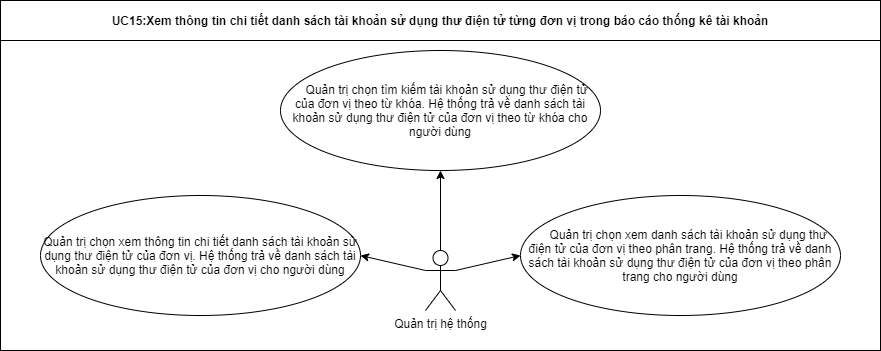 UC15:Xem thông tin chi tiết danh sách tài khoản sử dụng thư điện tử từng đơn vị trong báo cáo thống kê tài khoản
Quản trị chọn tìm kiếm tài khoản sử dụng thư điện tử
của đơn vị theo từ khóa. Hệ thống trả về danh sách tài
khoản sử dụng thư điện tử của đơn vị theo từ khóa cho
người dùng
Quản trị chọn xem thông tin chi tiết danh sách tài khoản sử
dụng thư điện tử của đơn vị. Hệ thống trả về danh sách tài
khoản sử dụng thư điện tử của đơn vị cho người dùng
Quản trị chọn xem danh sách tài khoản sử dụng thư
điện tử của đơn vị theo phân trang. Hệ thống trả về danh
sách tài khoản sử dụng thư điện tử của đơn vị theo phân
trang cho người dùng
Quản trị hệ thống